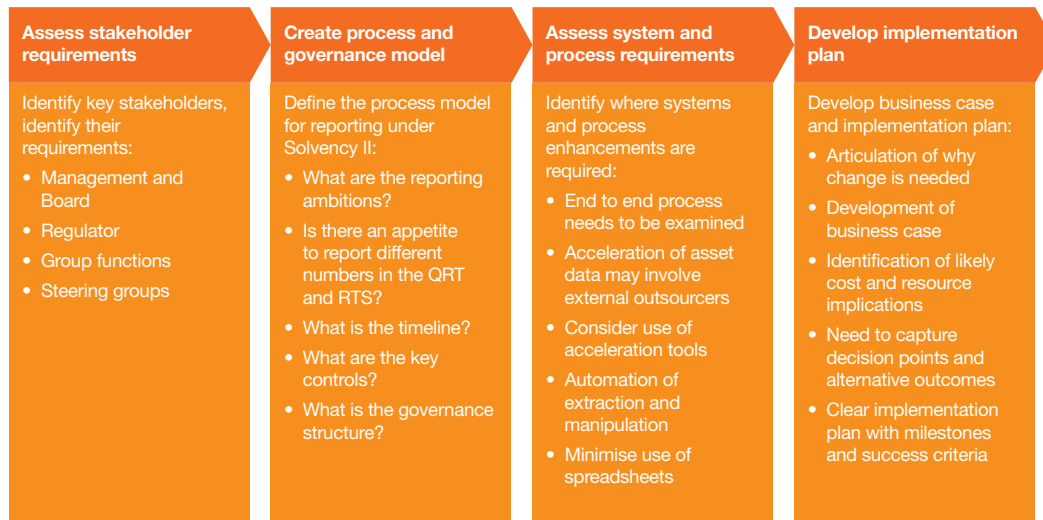 Assess stakeholder
requirements
Identify key stakeholders,
identify their
requirements:
• Management and
Board
• Regulator
• Group functions
• Steering groups
Create process and
governance model
Define the process model
for reporting under
Solvency II:
• What are the reporting
ambitions?
• Is there an appetite
to report different
numbers in the QRT
and RTS?
• What is the timeline?
• What are the key
controls?
• What is the governance
structure?
Assess system and
process requirements
Identify where systems
and process
enhancements are
required:
• End to end process
needs to be examined
• Acceleration of asset
data may involve
external outsourcers
• Consider use of
acceleration tools
• Automation of
extraction and
manipulation
• Minimise use of
spreadsheets
Develop implementation
plan
Develop business case
and implementation plan:
• Articulation of why
change is needed
• Development of
business case
• Identification of likely
cost and resource
implications
• Need to capture
decision points and
alternative outcomes
• Clear implementation
plan with milestones
and success criteria